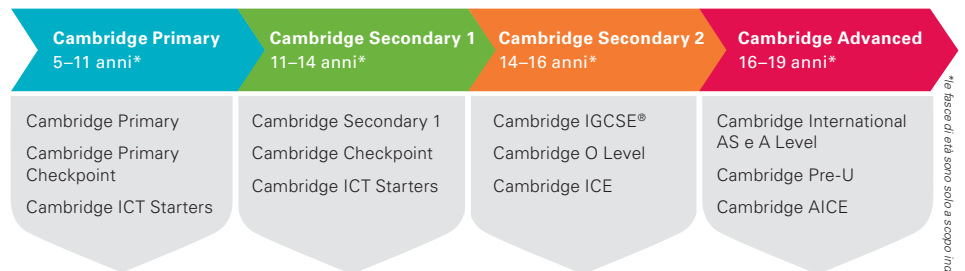 Cambridge Primary
5–11 anni*
Cambridge Secondary 1
11–14 anni*
Cambridge Secondary 2
14–16 anni*
Cambridge Advanced
16–19 anni*
Cambridge Primary
Cambridge Primary
Checkpoint
Cambridge ICT Starters
Cambridge Secondary 1
Cambridge Checkpoint
Cambridge ICT Starters
Cambridge IGCSE®
Cambridge O Level
Cambridge ICE
Cambridge International
AS e A Level
Cambridge Pre-U
Cambridge AICE
*le fasce di età sono solo a scopo